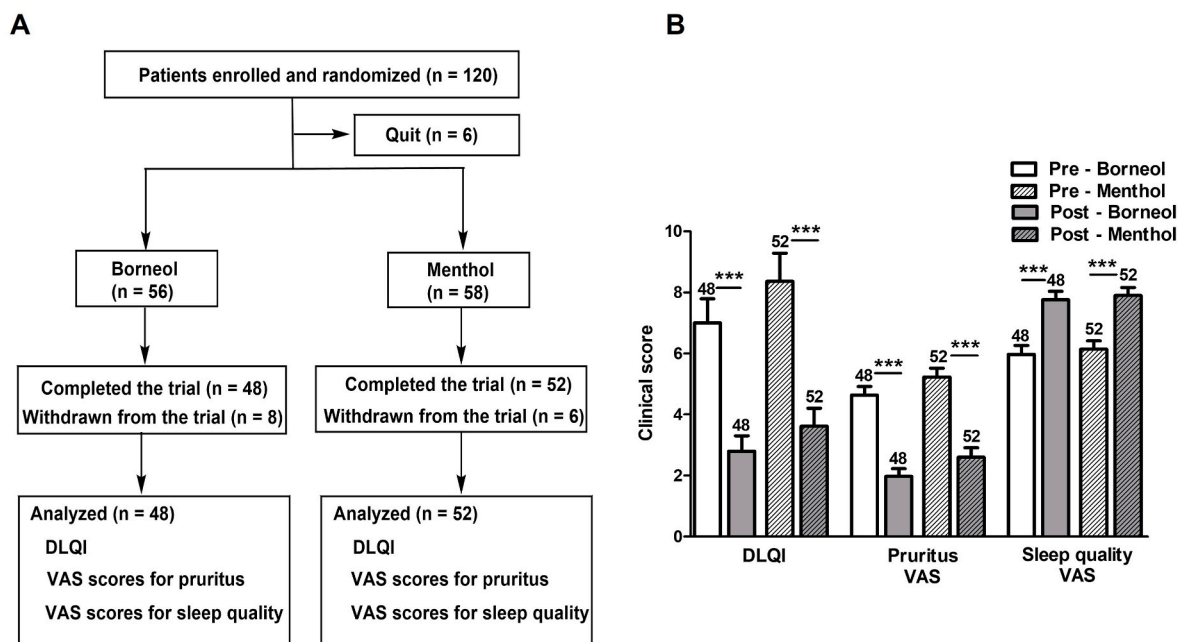 A
Patients enrolled and randomized (n = 120)
Quit (n = 6)
Borneol
(n = 56)
Menthol
(n = 58)
Completed the trial (n = 48)
Withdrawn from the trial (n = 8)
Completed the trial (n = 52)
Withdrawn from the trial (n = 6)
Analyzed (n = 48)
DLQI
VAS scores for pruritus
VAS scores for sleep quality
Analyzed (n = 52)
DLQI
VAS scores for pruritus
VAS scores for sleep quality
B
Pre - Borneol
Pre - Menthol
Post - Borneol
Post - Menthol
Clinical score
10
8
6
4
2
0
48
***
48
52
***
52
48
***
48
52
***
52
48
***
48
52
***
52
DLQI
Pruritus
VAS
Sleep quality
VAS